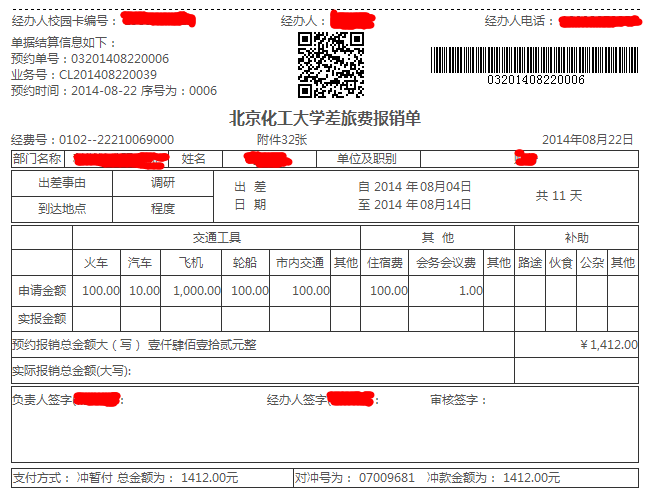 经办人校园卡编号： 经办人： 经办人电话：
单据结算信息如下：
预约单号：03201408220006
业务号：CL201408220039
预约时间：2014-08-22 序号为：0006
03201408220006
北京化工大学差旅费报销单
经费号：0102--22210069000 附件32张 2014年08月22日
部门名称 姓名 单位及职别
出差事由 调研 出 差 自 2014 年08月04日 共 11 天
到达地点 程度 日 期 至 2014 年08月14日
交通工具 其 他 补助
火车 汽车 飞机 轮船 市内交通 其他 住宿费 会务会议费 其他 路途 伙食 公杂 其他
申请金额 100.00 10.00 1,000.00 100.00 100.00 100.00 1.00
实报金额
预约报销总金额大（写） 壹仟肆佰壹拾贰元整 ￥1,412.00
实际报销总金额(大写):
负责人签字( ： 经办人签字( ： 审核签字：
支付方式： 冲暂付 总金额为： 1412.00元 对冲号为： 07009681 冲款金额为： 1412.00元